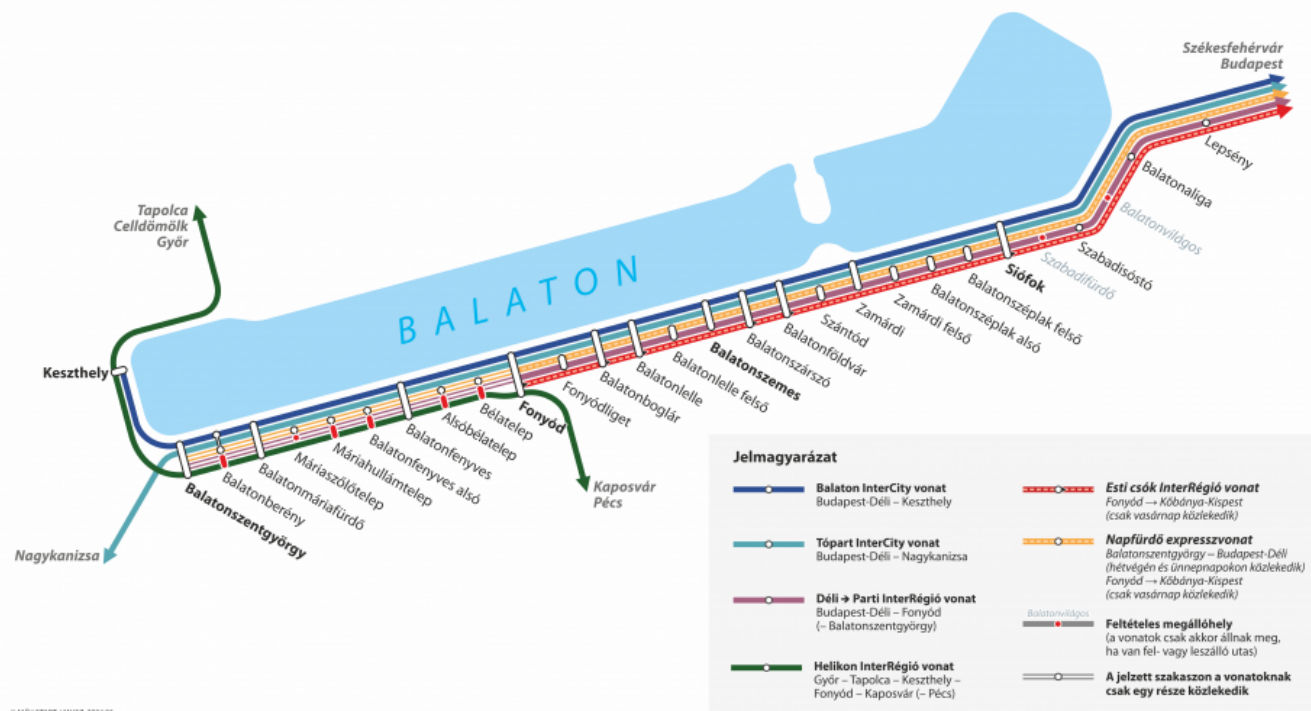 Székesfehérvár
Budapest
Lepsény
Balatonaliga
Balatonvilágos
Szabadisóstó
Szabadifürdő
Siófok
Balatonszéplak felső
Balatonszéplak alsó
Zamárdi felső
Zamárdi
Szántód
Balatonföldvár
Balatonszárszó
Balatonszemes
Balatonlelle felső
Balatonlelle
Balatonboglár
Fonyódliget
Fonyód
Bélatelep
Alsóbélatelep
Balatonfenyves
Balatonfenyves alsó
Máriahullámtelep
Máriaszőlőtelep
Balatonmáriafürdő
Balatonberény
Balatonszentgyörgy
Keszthely
Tapolca
Celldömölk
Győr
BALATON
Kaposvár
Pécs
Nagykanizsa
Jelmagyarázat
Balaton InterCity vonat
Budapest-Déli – Keszthely
Tópart InterCity vonat
Budapest-Déli – Nagykanizsa
Déli → Parti InterRégió vonat
Budapest-Déli – Fonyód
(– Balatonszentgyörgy)
Helikon InterRégió vonat
Győr – Tapolca – Keszthely –
Fonyód – Kaposvár (– Pécs)
Esti csók InterRégió vonat
Fonyód → Kőbánya-Kispest
(csak vasárnap közlekedik)
Napfürdő expresszvonat
Balatonszentgyörgy – Budapest-Déli
(hétvégén és ünnepnapokon közlekedik)
Fonyód → Kőbánya-Kispest
(csak vasárnap közlekedik)
Balatonvilágos
Feltételes megállóhely
(a vonatok csak akkor állnak meg,
ha van fel- vagy leszálló utas)
A jelzett szakaszon a vonatoknak
csak egy része közlekedik